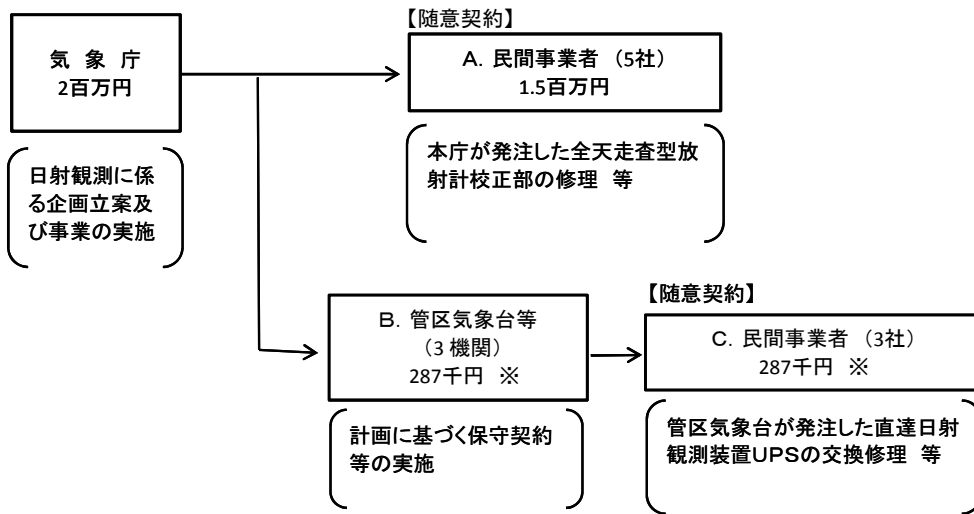 【随意契約】
気 象 庁
2百万円
A. 民間事業者 （5社）
1.5百万円
日射観測に係
る企画立案及
び事業の実施
本庁が発注した全天走査型放
射計校正部の修理 等
B. 管区気象台等
（3 機関）
287千円 ※
計画に基づく保守契約
等の実施
【随意契約】
C. 民間事業者 （3社）
287千円 ※
管区気象台が発注した直達日射
観測装置UPSの交換修理 等